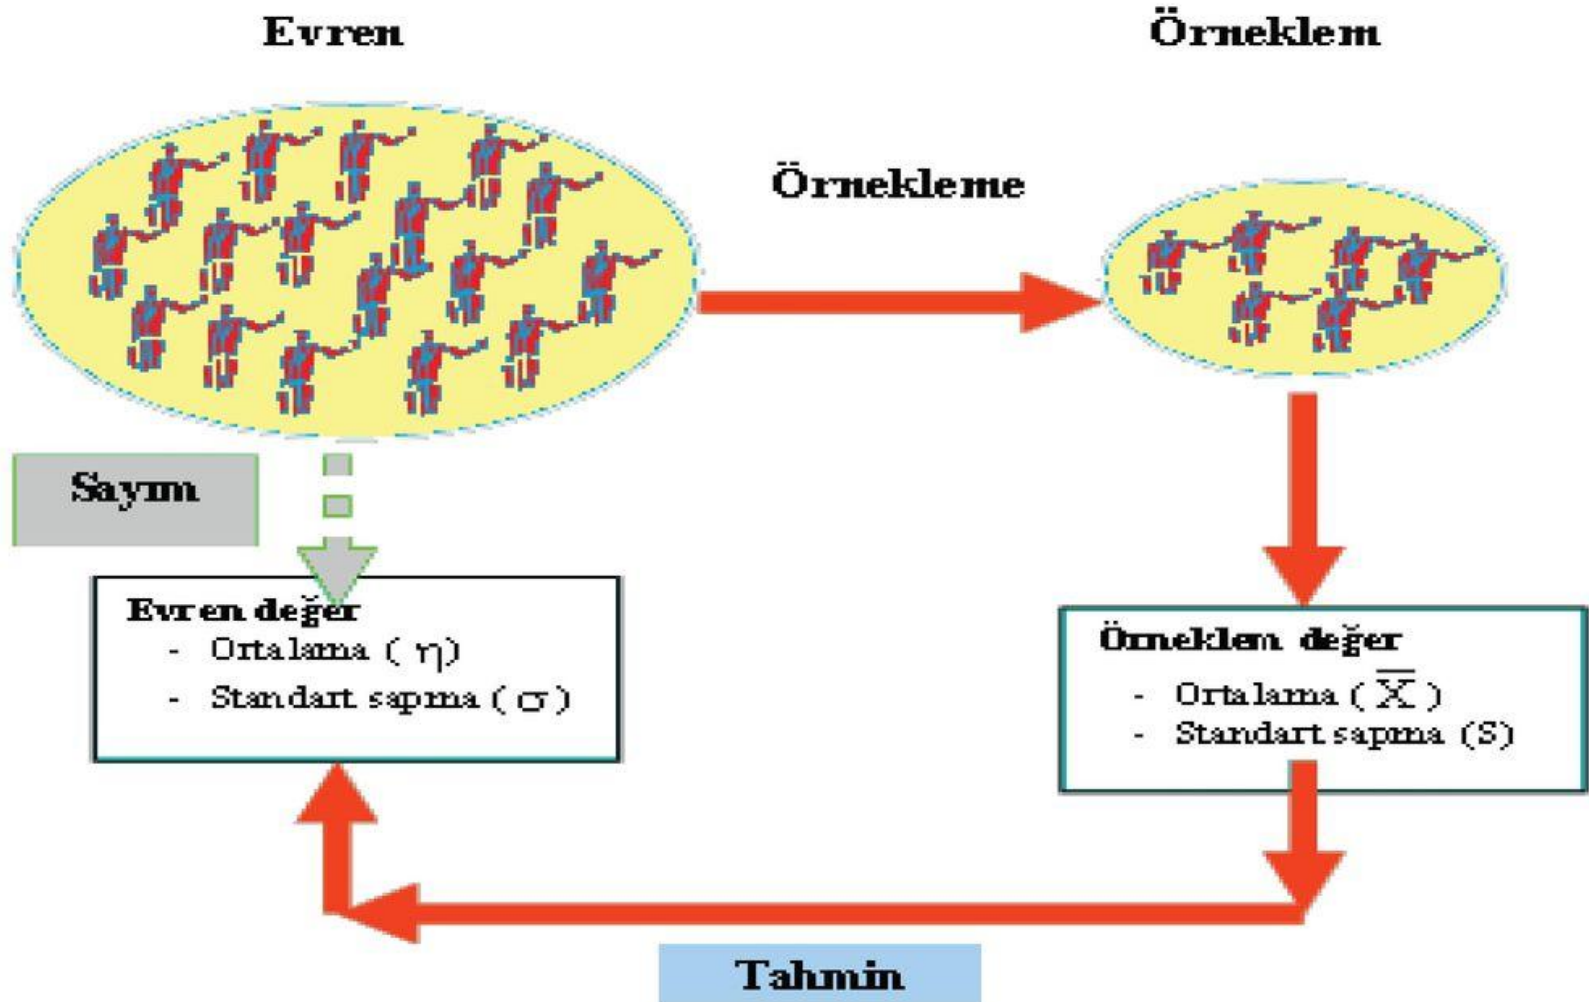 Evren
Örneklem
Örnekleme
Sayım
Evren değer
- Ortalama ( η)
- Standart sapma ( σ )
Örneklem değer
- Ortalama ( X̅ )
- Standart sapma (S)
Tahmin